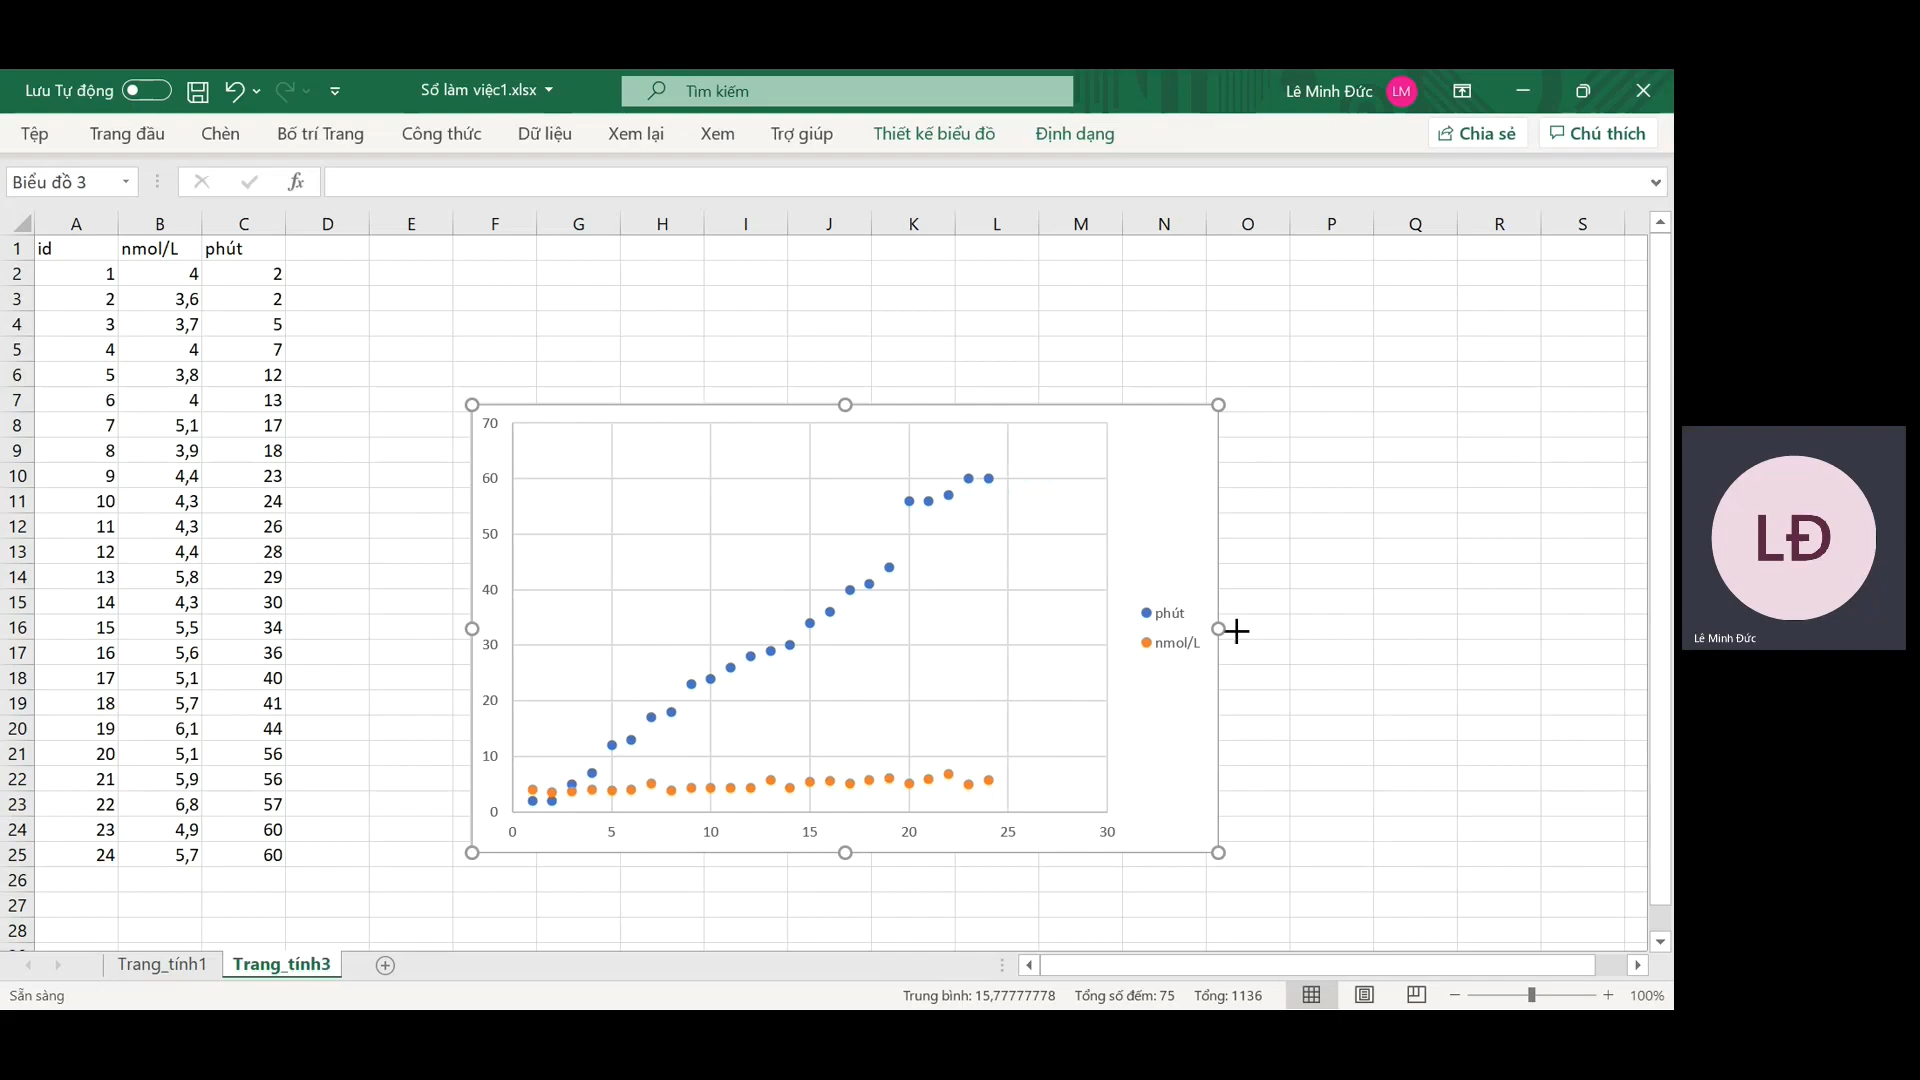 Lưu Tự động
Sổ làm việc1.xlsx
Tìm kiếm
Lê Minh Đức
LM
Tệp Trang đầu Chèn Bố trí Trang Công thức Dữ liệu Xem lại Xem Trợ giúp Thiết kế biểu đồ Định dạng Chia sẻ Chú thích
Biểu đồ 3
fx
A B C D E F G H I J K L M N O P Q R S
1 id nmol/L phút
2 1 4 2
3 2 3,6 2
4 3 3,7 5
5 4 4 7
6 5 3,8 12
7 6 4 13
8 7 5,1 17
9 8 3,9 18
10 9 4,4 23
11 10 4,3 24
12 11 4,3 26
13 12 4,4 28
14 13 5,8 29
15 14 4,3 30
16 15 5,5 34
17 16 5,6 36
18 17 5,1 40
19 18 5,7 41
20 19 6,1 44
21 20 5,1 56
22 21 5,9 56
23 22 6,8 57
24 23 4,9 60
25 24 5,7 60
26
27
28
70
60
50
40
30
20
10
0
0 5 10 15 20 25 30
phút
nmol/L
Trang_tính1 Trang_tính3
Sẵn sàng
Trung bình: 15,77777778 Tổng số đếm: 75 Tổng: 1136
100%
LĐ
Lê Minh Đức